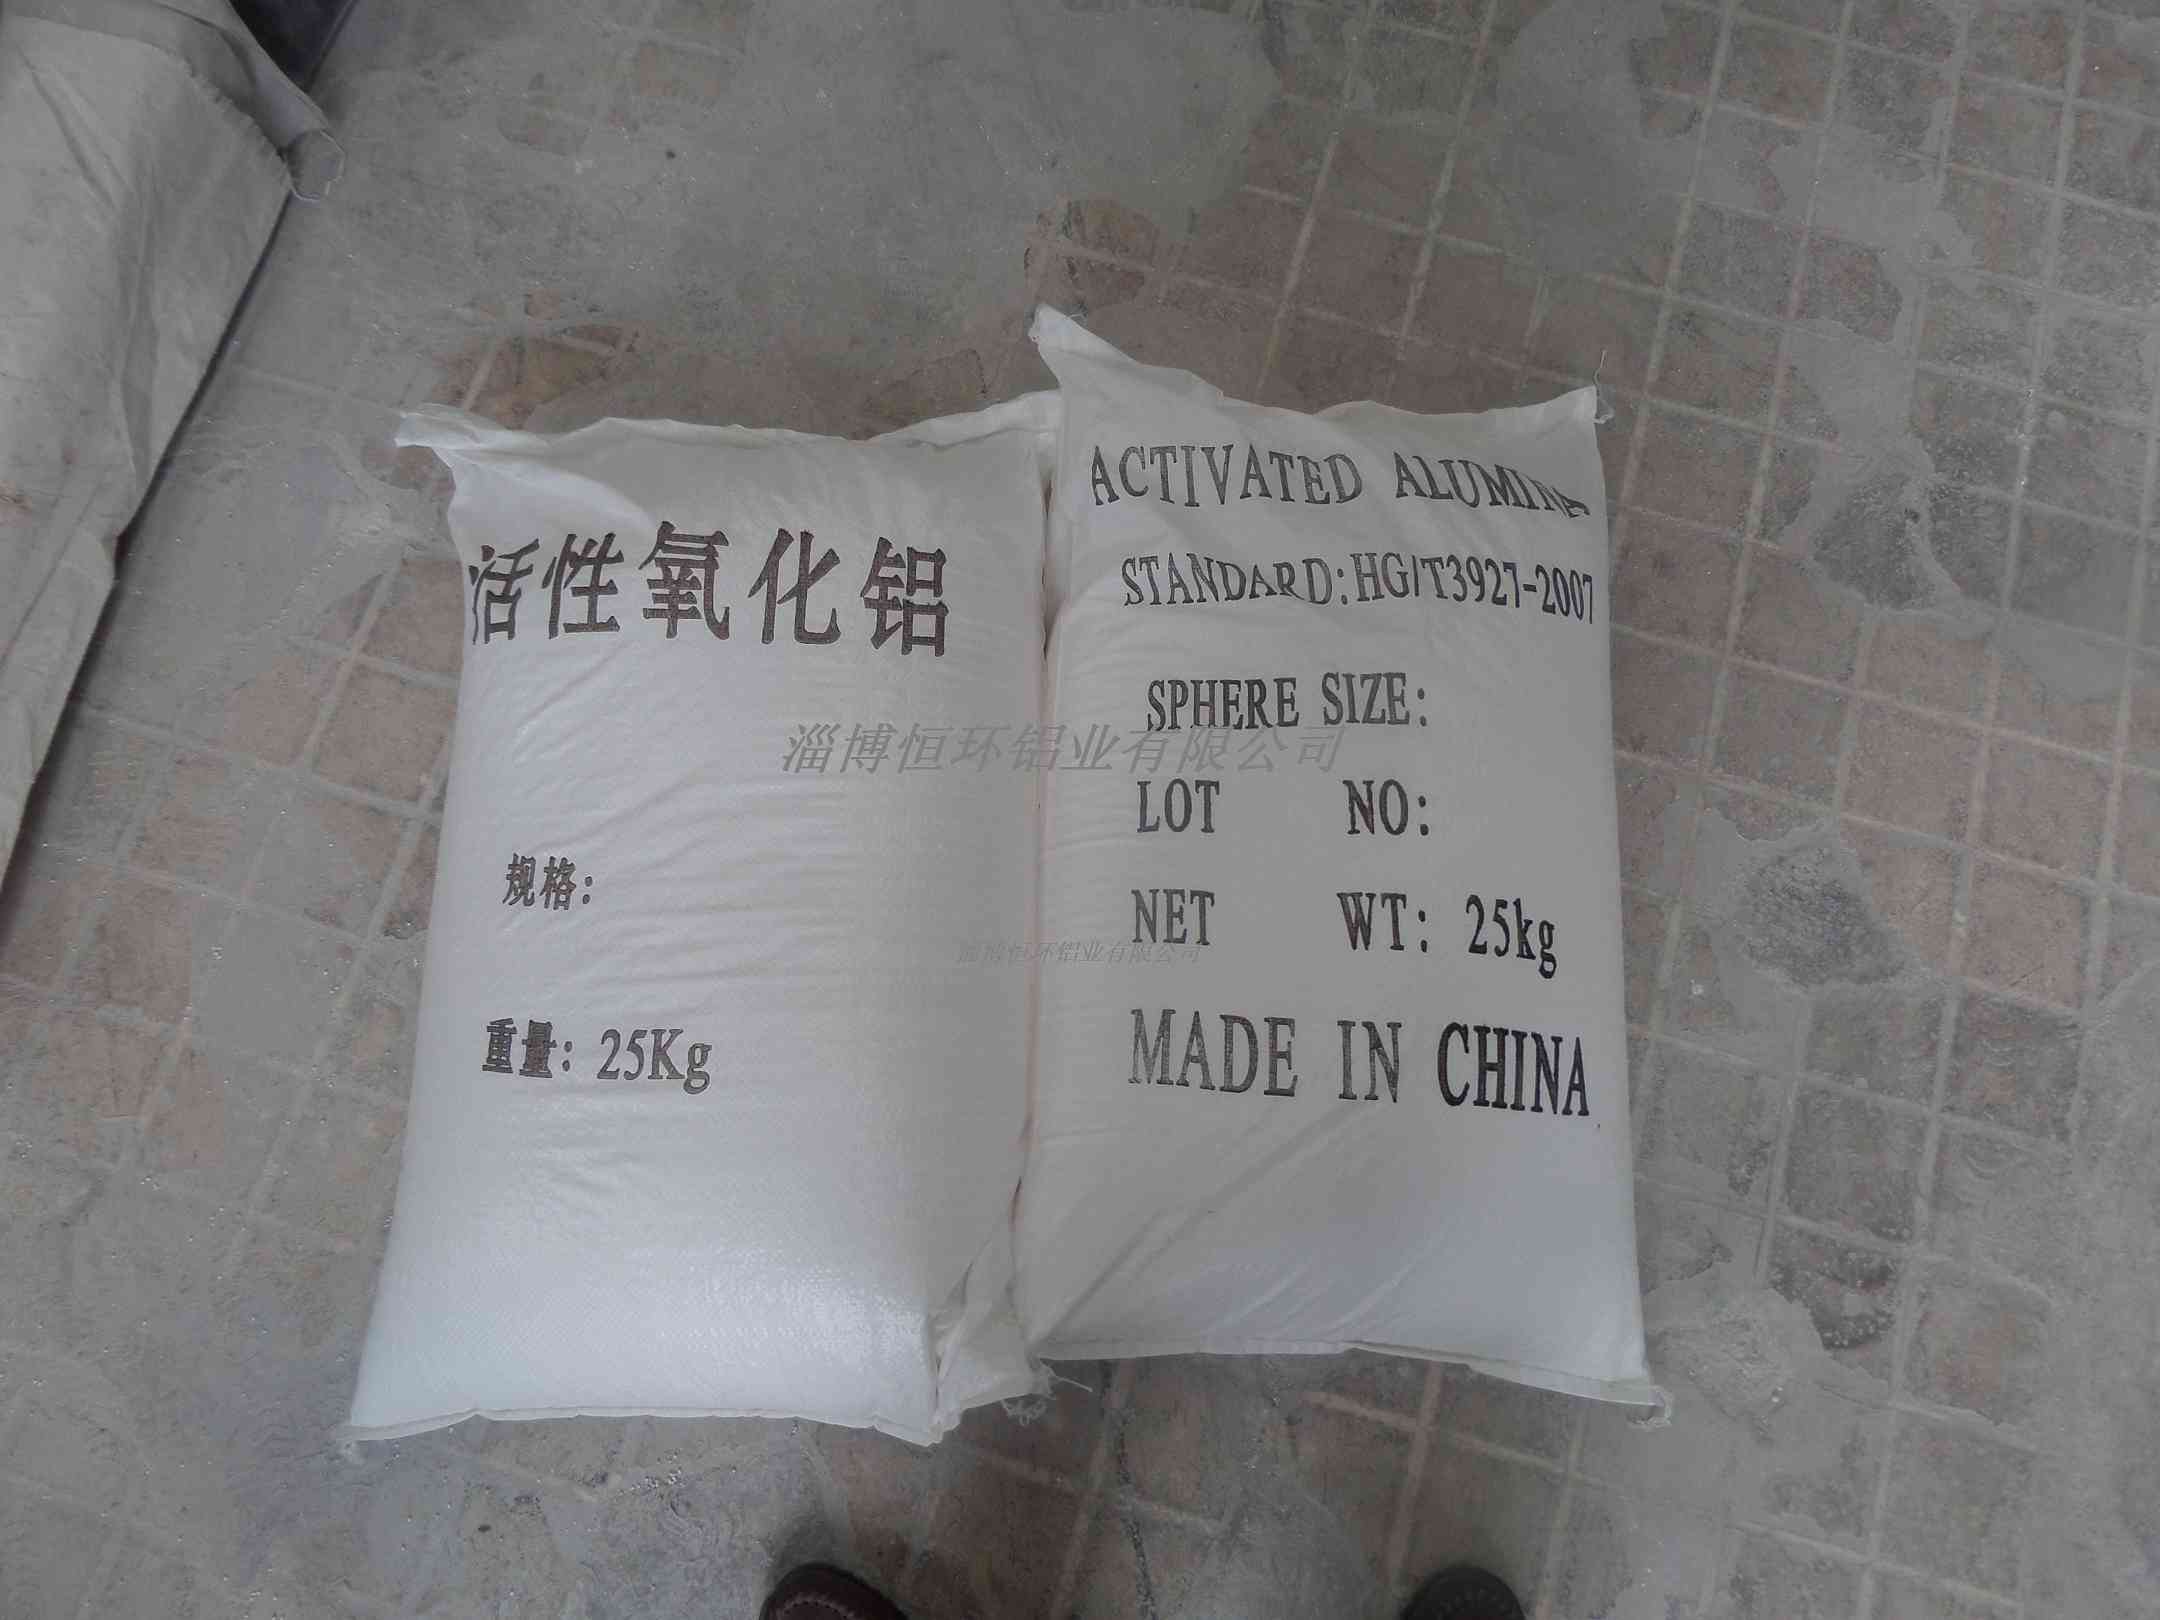 活性氧化铝
规格:
重量: 25Kg
ACTIVATED ALUMINA
STANDARD:HG/T3927-2007
SPHERE SIZE:
LOT NO:
NET WT: 25kg
MADE IN CHINA
淄博恒环铝业有限公司
淄博恒环铝业有限公司